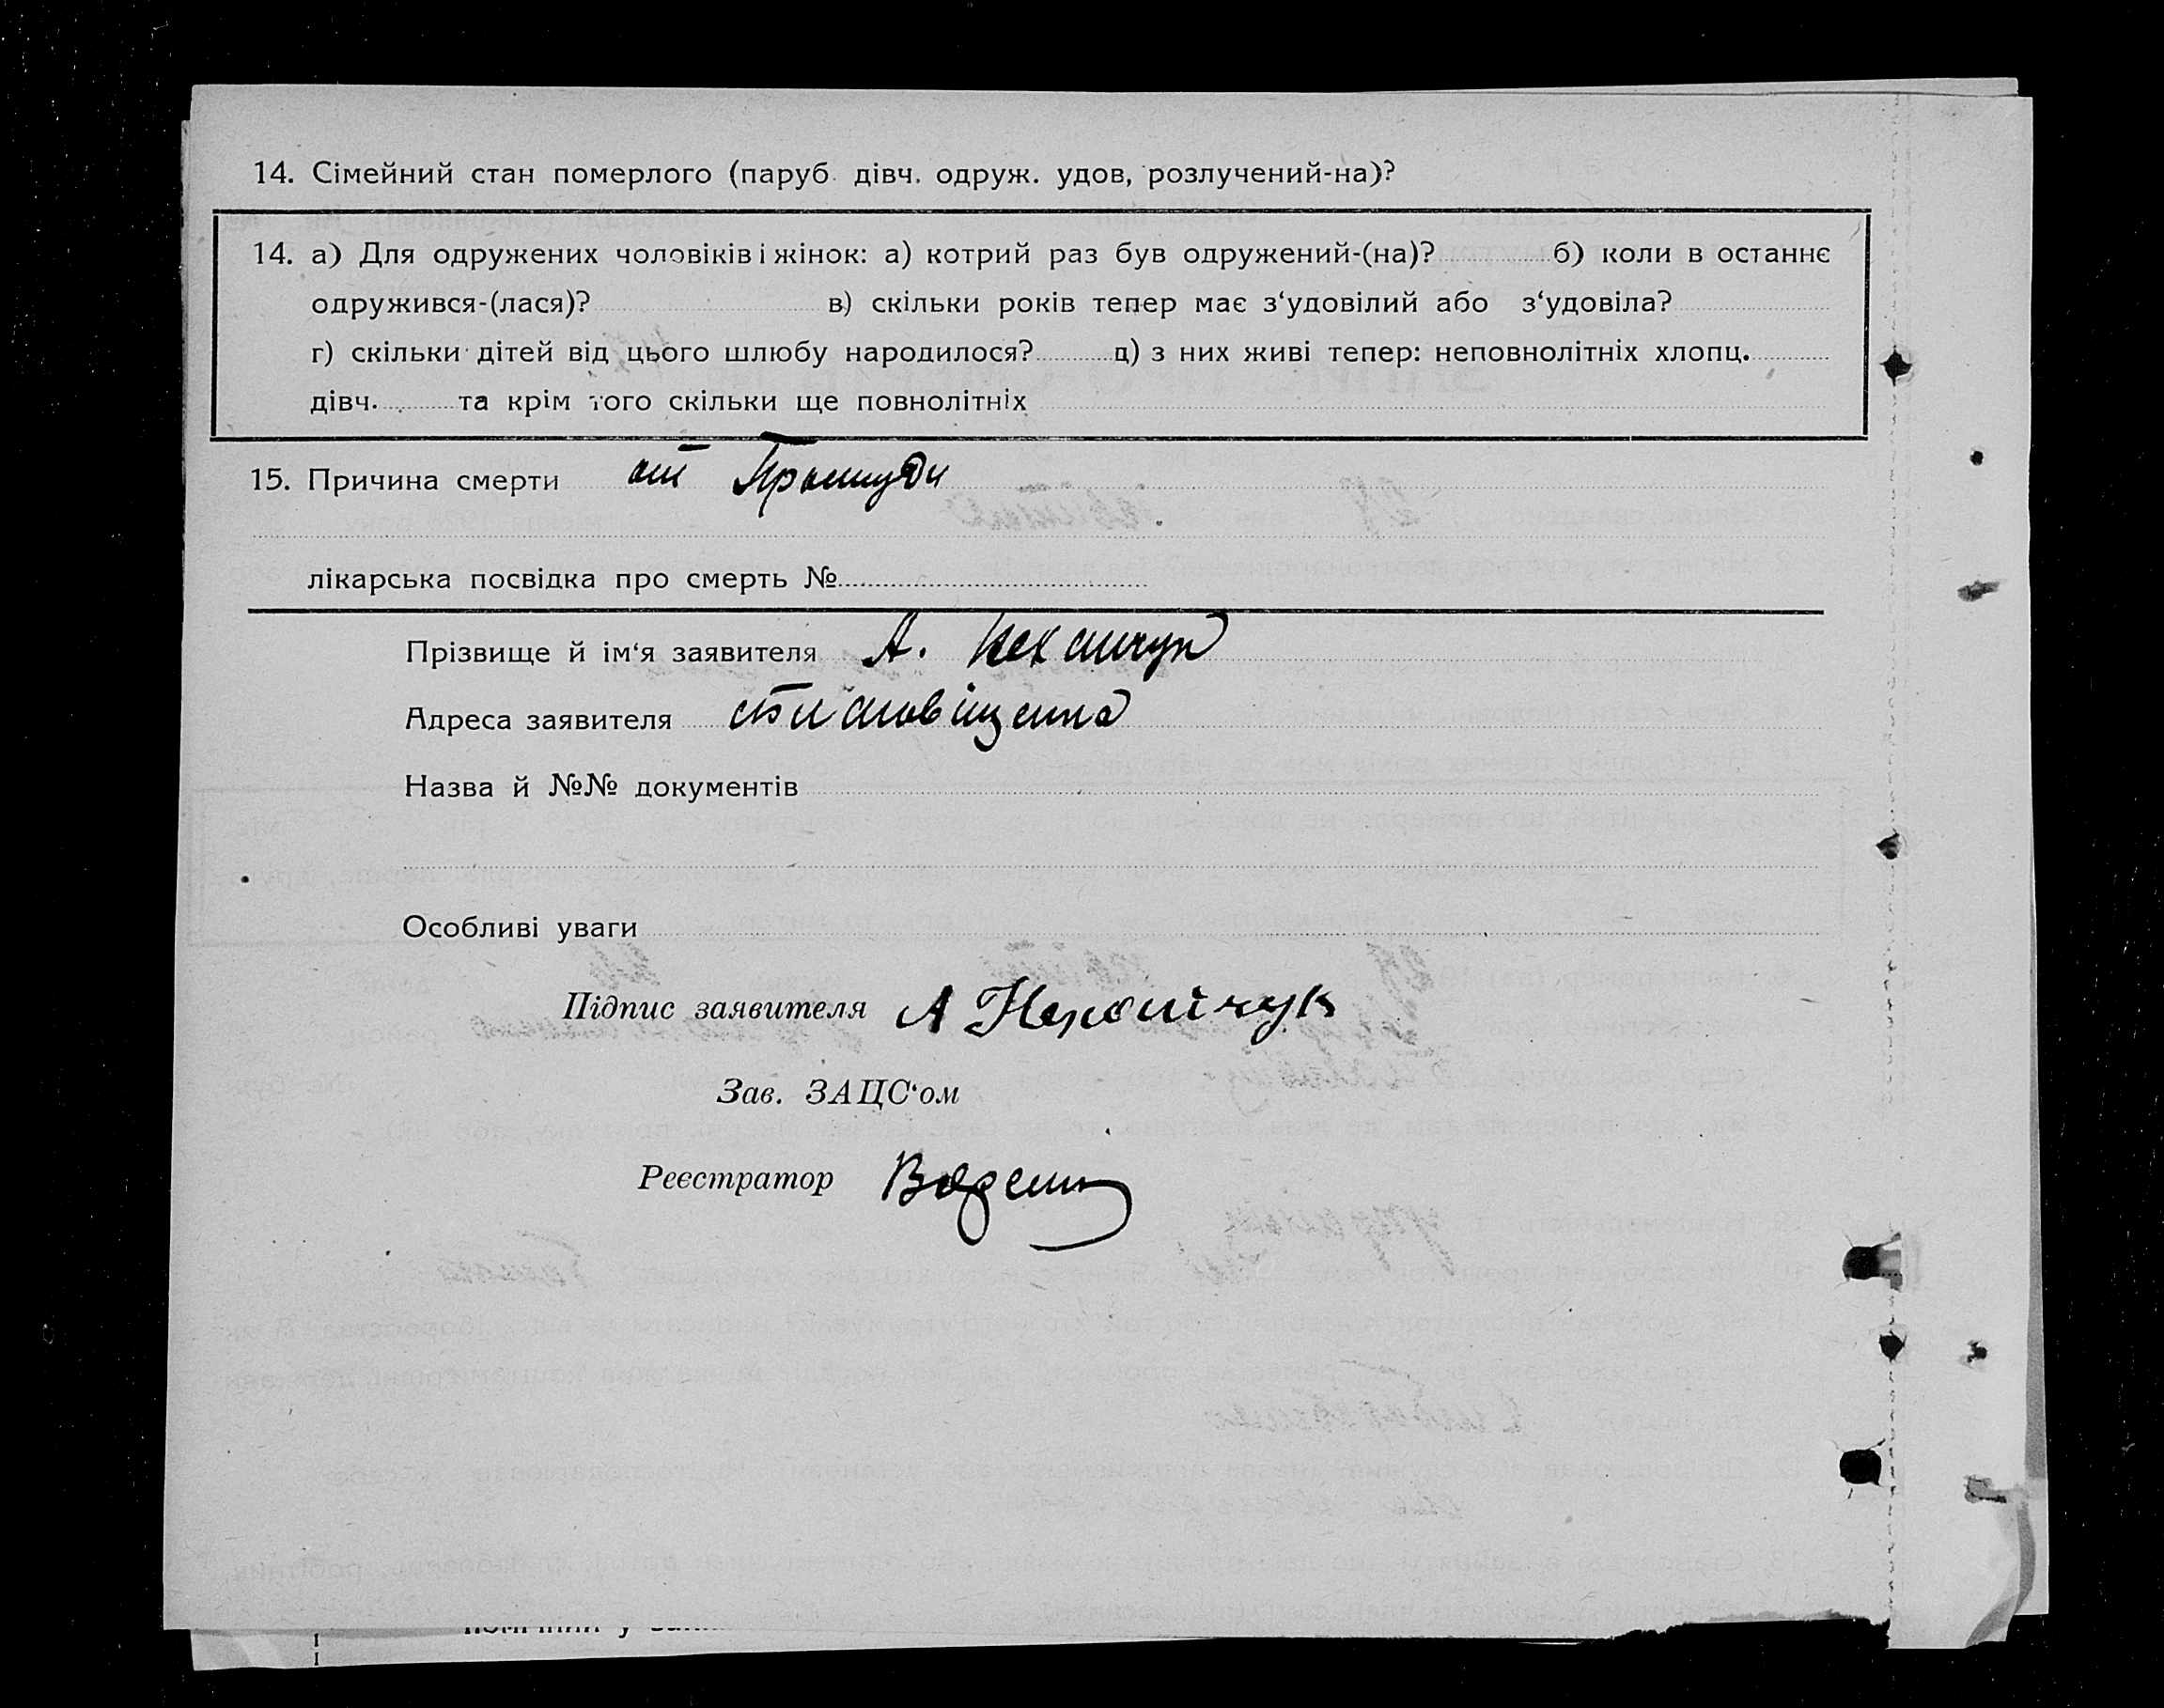 14. Сімейний стан померлого (паруб. дівч. одруж. удов, розлучений-на)?
14. а) Для одружених чоловіків і жінок: а) котрий раз був одружений-(на)? б) коли в останнє
одружився-(лася)? в) скільки років тепер має з‘удовілий або з‘удовіла?
г) скільки дітей від цього шлюбу народилося? д) з них живі тепер: неповнолітніх хлопц.
дівч. та крім того скільки ще повнолітніх
15. Причина смерти от Простуди
лікарська посвідка про смерть №
Прізвище й ім‘я заявителя А.
Адреса заявителя
Назва й №№ документів
Особливі уваги
Підпис заявителя А
Зав. ЗАЦС‘ом
Реєстратор